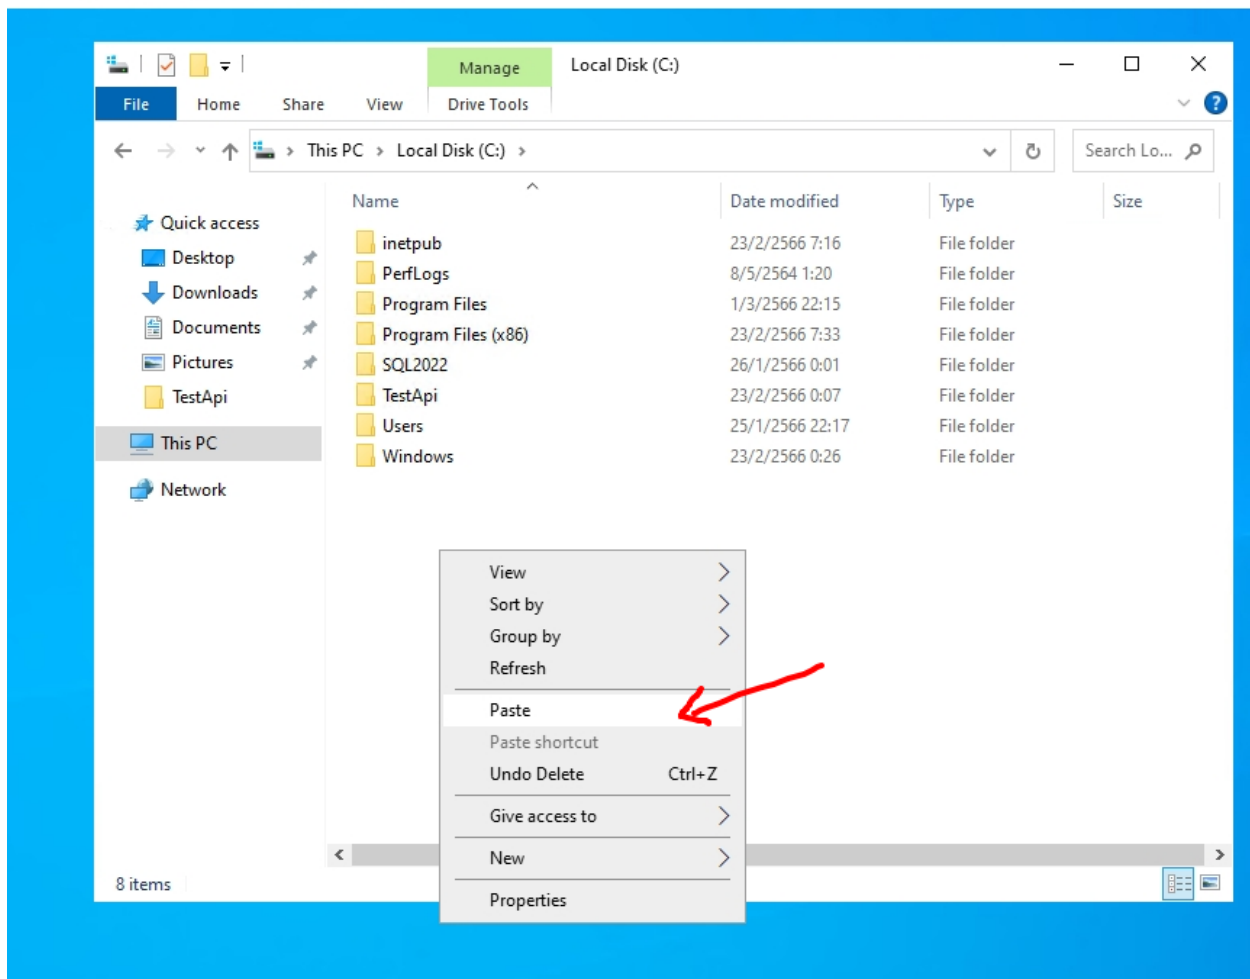 Manage
Local Disk (C:)
File Home Share View Drive Tools
This PC > Local Disk (C:) >
Search Lo...
Name Date modified Type Size
Quick access
Desktop
Downloads
Documents
Pictures
TestApi
This PC
Network
inetpub 23/2/2566 7:16 File folder
PerfLogs 8/5/2564 1:20 File folder
Program Files 1/3/2566 22:15 File folder
Program Files (x86) 23/2/2566 7:33 File folder
SQL2022 26/1/2566 0:01 File folder
TestApi 23/2/2566 0:07 File folder
Users 25/1/2566 22:17 File folder
Windows 23/2/2566 0:26 File folder
View
Sort by
Group by
Refresh
Paste
Paste shortcut
Undo Delete Ctrl+Z
Give access to
New
Properties
8 items